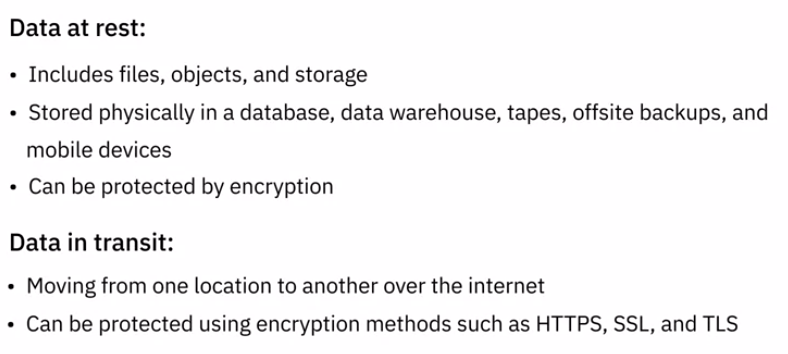 Data at rest:
• Includes files, objects, and storage
• Stored physically in a database, data warehouse, tapes, offsite backups, and
mobile devices
• Can be protected by encryption
Data in transit:
• Moving from one location to another over the internet
• Can be protected using encryption methods such as HTTPS, SSL, and TLS